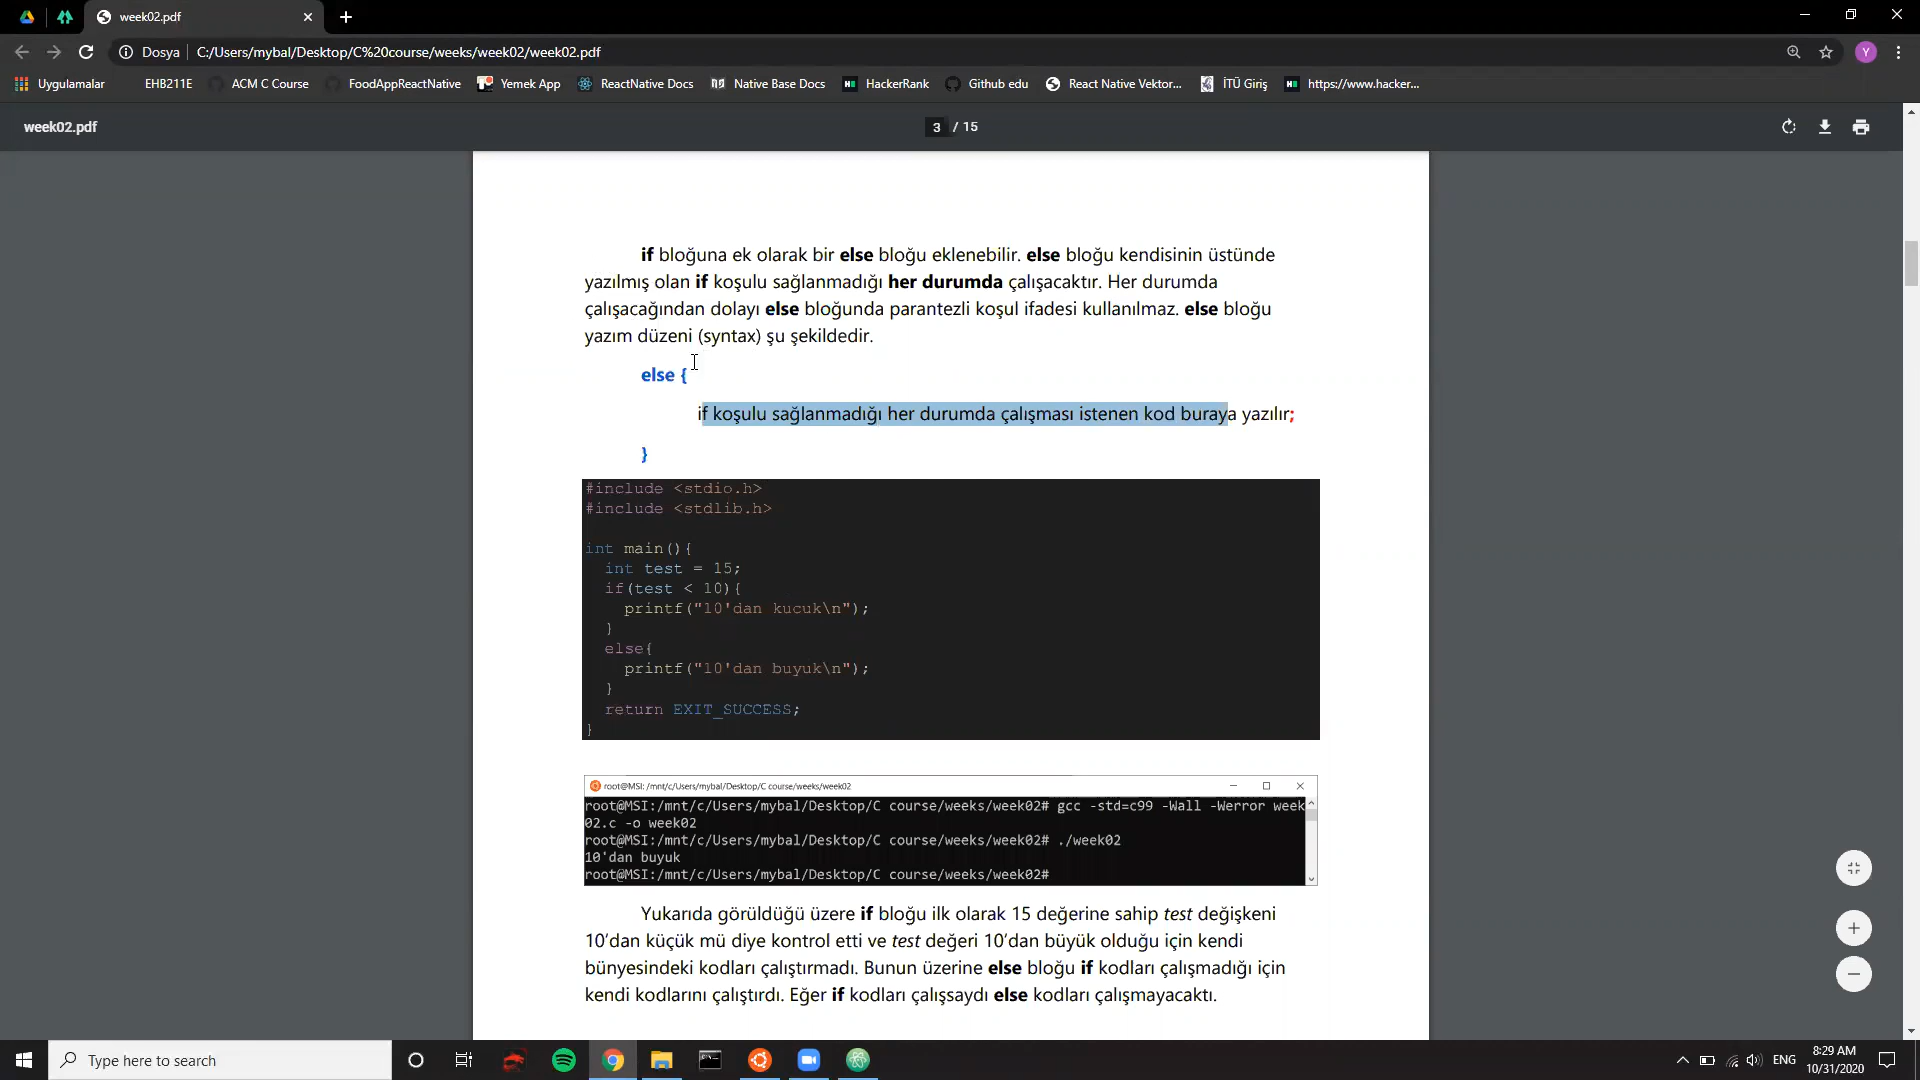 week02.pdf
Dosya C:/Users/mybal/Desktop/C%20course/weeks/week02/week02.pdf Y
Uygulamalar EHB211E ACM C Course FoodAppReactNative Yemek App ReactNative Docs Native Base Docs HackerRank Github edu React Native Vektor... İTÜ Giriş https://www.hacker...
week02.pdf 3 / 15
if bloğuna ek olarak bir else bloğu eklenebilir. else bloğu kendisinin üstünde
yazılmış olan if koşulu sağlanmadığı her durumda çalışacaktır. Her durumda
çalışacağından dolayı else bloğunda parantezli koşul ifadesi kullanılmaz. else bloğu
yazım düzeni (syntax) şu şekildedir.
else {
if koşulu sağlanmadığı her durumda çalışması istenen kod buraya yazılır;
}
#include <stdio.h>
#include <stdlib.h>
int main(){
int test = 15;
if(test < 10){
printf("10'dan kucuk\n");
}
else{
printf("10'dan buyuk\n");
}
return EXIT_SUCCESS;
}
root@MSI: /mnt/c/Users/mybal/Desktop/C course/weeks/week02
root@MSI:/mnt/c/Users/mybal/Desktop/C course/weeks/week02# gcc -std=c99 -Wall -Werror week
02.c -o week02
root@MSI:/mnt/c/Users/mybal/Desktop/C course/weeks/week02# ./week02
10'dan buyuk
root@MSI:/mnt/c/Users/mybal/Desktop/C course/weeks/week02#
Yukarıda görüldüğü üzere if bloğu ilk olarak 15 değerine sahip test değişkeni
10’dan küçük mü diye kontrol etti ve test değeri 10’dan büyük olduğu için kendi
bünyesindeki kodları çalıştırmadı. Bunun üzerine else bloğu if kodları çalışmadığı için
kendi kodlarını çalıştırdı. Eğer if kodları çalışsaydı else kodları çalışmayacaktı.
Type here to search ENG 8:29 AM
10/31/2020